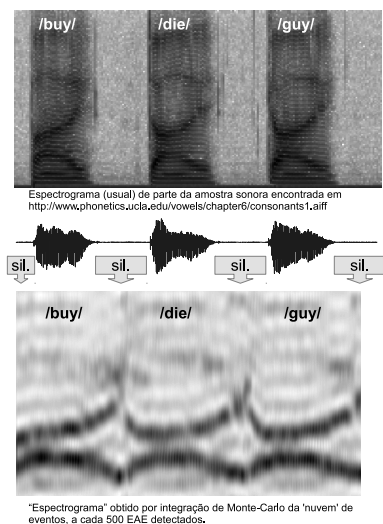 /buy/ /die/ /guy/
Espectrograma (usual) de parte da amostra sonora encontrada em
http://www.phonetics.ucla.edu/vowels/chapter6/consonants1.aiff
sil. sil. sil. sil.
/buy/ /die/ /guy/
"Espectrograma" obtido por integração de Monte-Carlo da 'nuvem' de
eventos, a cada 500 EAE detectados.